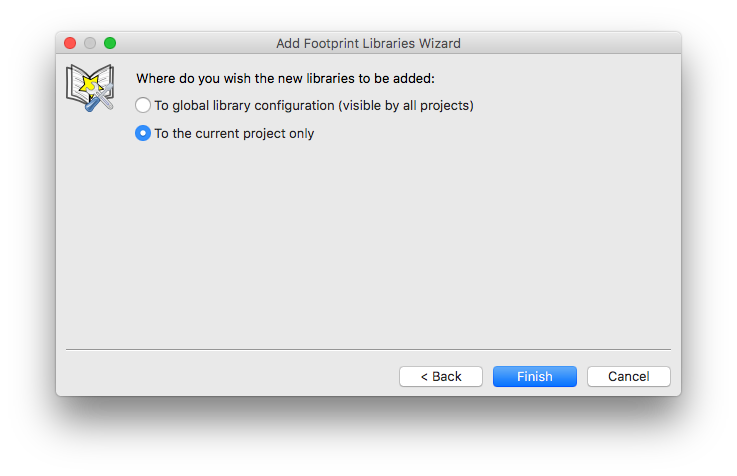 Add Footprint Libraries Wizard
Where do you wish the new libraries to be added:
To global library configuration (visible by all projects)
To the current project only
< Back Finish Cancel